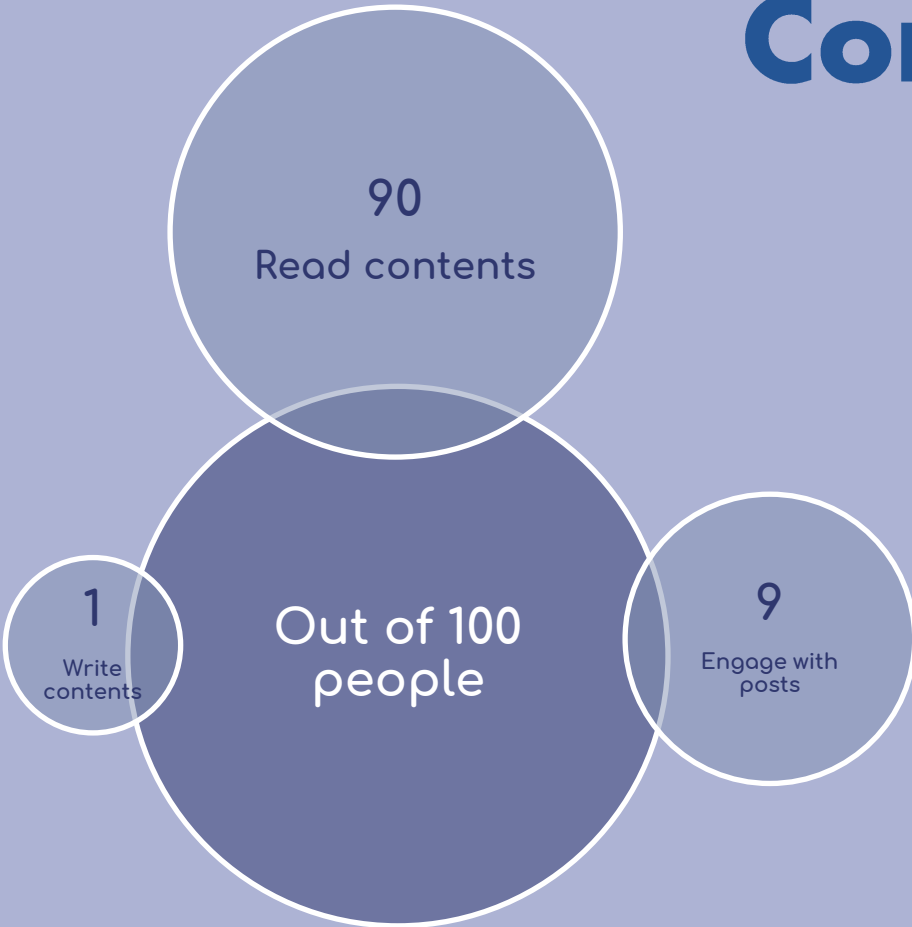 90
Read contents
1
Write
contents
Out of 100
people
9
Engage with
posts